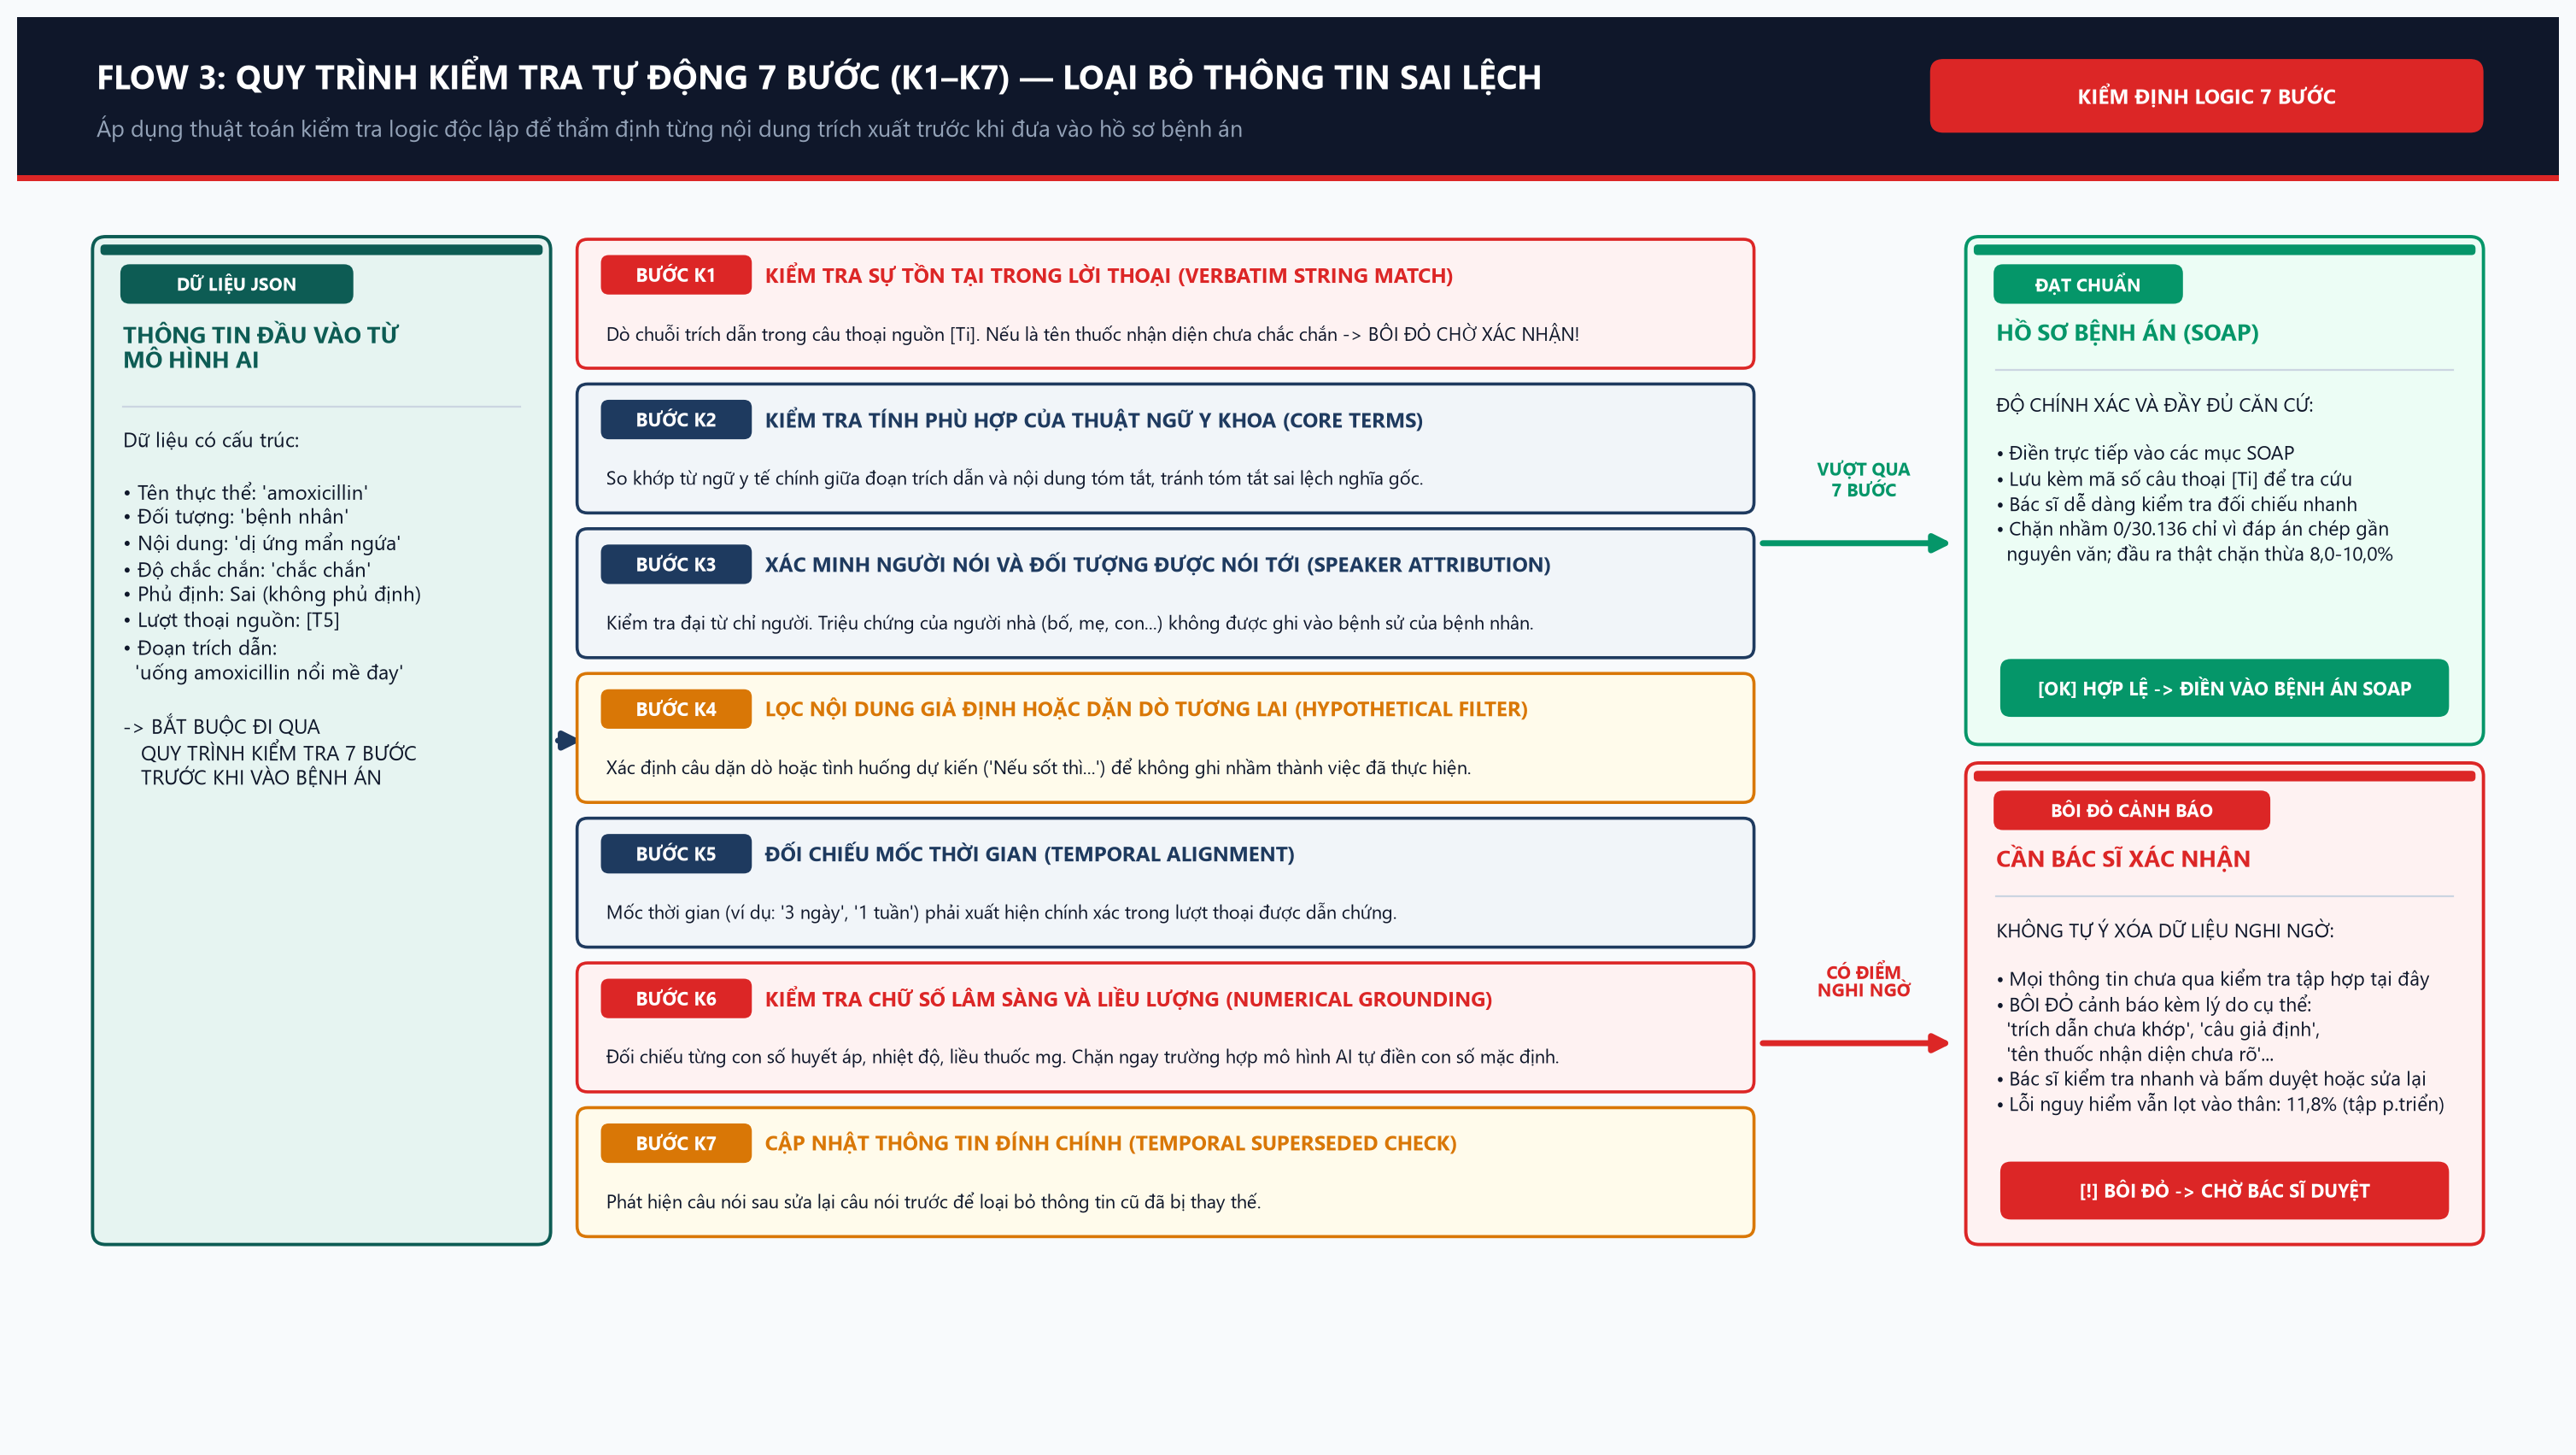 FLOW 3: QUY TRÌNH KIỂM TRA TỰ ĐỘNG 7 BƯỚC (K1–K7) — LOẠI BỎ THÔNG TIN SAI LỆCH
Áp dụng thuật toán kiểm tra logic độc lập để thẩm định từng nội dung trích xuất trước khi đưa vào hồ sơ bệnh án
KIỂM ĐỊNH LOGIC 7 BƯỚC
DỮ LIỆU JSON
THÔNG TIN ĐẦU VÀO TỪ
MÔ HÌNH AI
Dữ liệu có cấu trúc:
• Tên thực thể: 'amoxicillin'
• Đối tượng: 'bệnh nhân'
• Nội dung: 'dị ứng mẩn ngứa'
• Độ chắc chắn: 'chắc chắn'
• Phủ định: Sai (không phủ định)
• Lượt thoại nguồn: [T5]
• Đoạn trích dẫn:
'uống amoxicillin nổi mề đay'
-> BẮT BUỘC ĐI QUA
QUY TRÌNH KIỂM TRA 7 BƯỚC
TRƯỚC KHI VÀO BỆNH ÁN
BƯỚC K1
KIỂM TRA SỰ TỒN TẠI TRONG LỜI THOẠI (VERBATIM STRING MATCH)
Dò chuỗi trích dẫn trong câu thoại nguồn [Ti]. Nếu là tên thuốc nhận diện chưa chắc chắn -> BÔI ĐỎ CHỜ XÁC NHẬN!
BƯỚC K2
KIỂM TRA TÍNH PHÙ HỢP CỦA THUẬT NGỮ Y KHOA (CORE TERMS)
So khớp từ ngữ y tế chính giữa đoạn trích dẫn và nội dung tóm tắt, tránh tóm tắt sai lệch nghĩa gốc.
BƯỚC K3
XÁC MINH NGƯỜI NÓI VÀ ĐỐI TƯỢNG ĐƯỢC NÓI TỚI (SPEAKER ATTRIBUTION)
Kiểm tra đại từ chỉ người. Triệu chứng của người nhà (bố, mẹ, con...) không được ghi vào bệnh sử của bệnh nhân.
BƯỚC K4
LỌC NỘI DUNG GIẢ ĐỊNH HOẶC DẶN DÒ TƯƠNG LAI (HYPOTHETICAL FILTER)
Xác định câu dặn dò hoặc tình huống dự kiến ('Nếu sốt thì...') để không ghi nhầm thành việc đã thực hiện.
BƯỚC K5
ĐỐI CHIẾU MỐC THỜI GIAN (TEMPORAL ALIGNMENT)
Mốc thời gian (ví dụ: '3 ngày', '1 tuần') phải xuất hiện chính xác trong lượt thoại được dẫn chứng.
BƯỚC K6
KIỂM TRA CHỮ SỐ LÂM SÀNG VÀ LIỀU LƯỢNG (NUMERICAL GROUNDING)
Đối chiếu từng con số huyết áp, nhiệt độ, liều thuốc mg. Chặn ngay trường hợp mô hình AI tự điền con số mặc định.
BƯỚC K7
CẬP NHẬT THÔNG TIN ĐÍNH CHÍNH (TEMPORAL SUPERSEDED CHECK)
Phát hiện câu nói sau sửa lại câu nói trước để loại bỏ thông tin cũ đã bị thay thế.
VƯỢT QUA
7 BƯỚC
CÓ ĐIỂM
NGHI NGỜ
ĐẠT CHUẨN
HỒ SƠ BỆNH ÁN (SOAP)
ĐỘ CHÍNH XÁC VÀ ĐẦY ĐỦ CĂN CỨ:
• Điền trực tiếp vào các mục SOAP
• Lưu kèm mã số câu thoại [Ti] để tra cứu
• Bác sĩ dễ dàng kiểm tra đối chiếu nhanh
• Chặn nhầm 0/30.136 chỉ vì đáp án chép gần
nguyên văn; đầu ra thật chặn thừa 8,0-10,0%
[OK] HỢP LỆ -> ĐIỀN VÀO BỆNH ÁN SOAP
BÔI ĐỎ CẢNH BÁO
CẦN BÁC SĨ XÁC NHẬN
KHÔNG TỰ Ý XÓA DỮ LIỆU NGHI NGỜ:
• Mọi thông tin chưa qua kiểm tra tập hợp tại đây
• BÔI ĐỎ cảnh báo kèm lý do cụ thể:
'trích dẫn chưa khớp', 'câu giả định',
'tên thuốc nhận diện chưa rõ'...
• Bác sĩ kiểm tra nhanh và bấm duyệt hoặc sửa lại
• Lỗi nguy hiểm vẫn lọt vào thân: 11,8% (tập p.triển)
[!] BÔI ĐỎ -> CHỜ BÁC SĨ DUYỆT